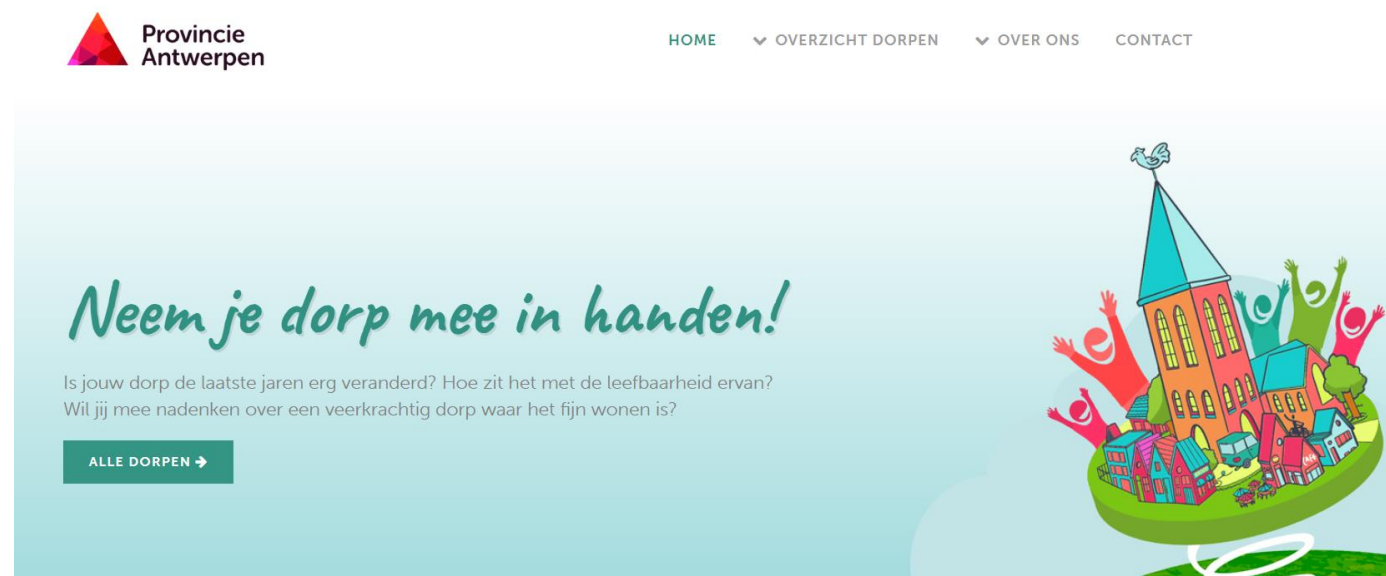 Provincie
Antwerpen
HOME OVERZICHT DORPEN OVER ONS CONTACT
Neem je dorp mee in handen!
Is jouw dorp de laatste jaren erg veranderd? Hoe zit het met de leefbaarheid ervan?
Wil jij mee nadenken over een veerkrachtig dorp waar het fijn wonen is?
ALLE DORPEN
CAFE